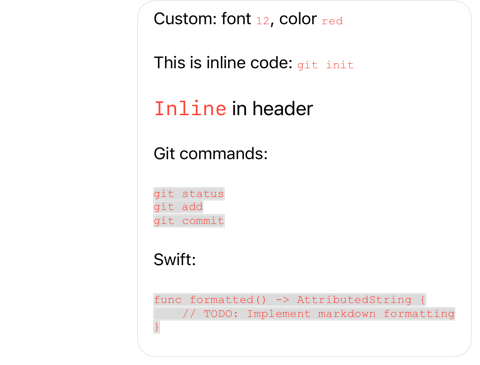 Custom: font 12, color red
This is inline code: git init
Inline in header
Git commands:
git status
git add
git commit
Swift:
func formatted() -> AttributedString {
    // TODO: Implement markdown formatting
}